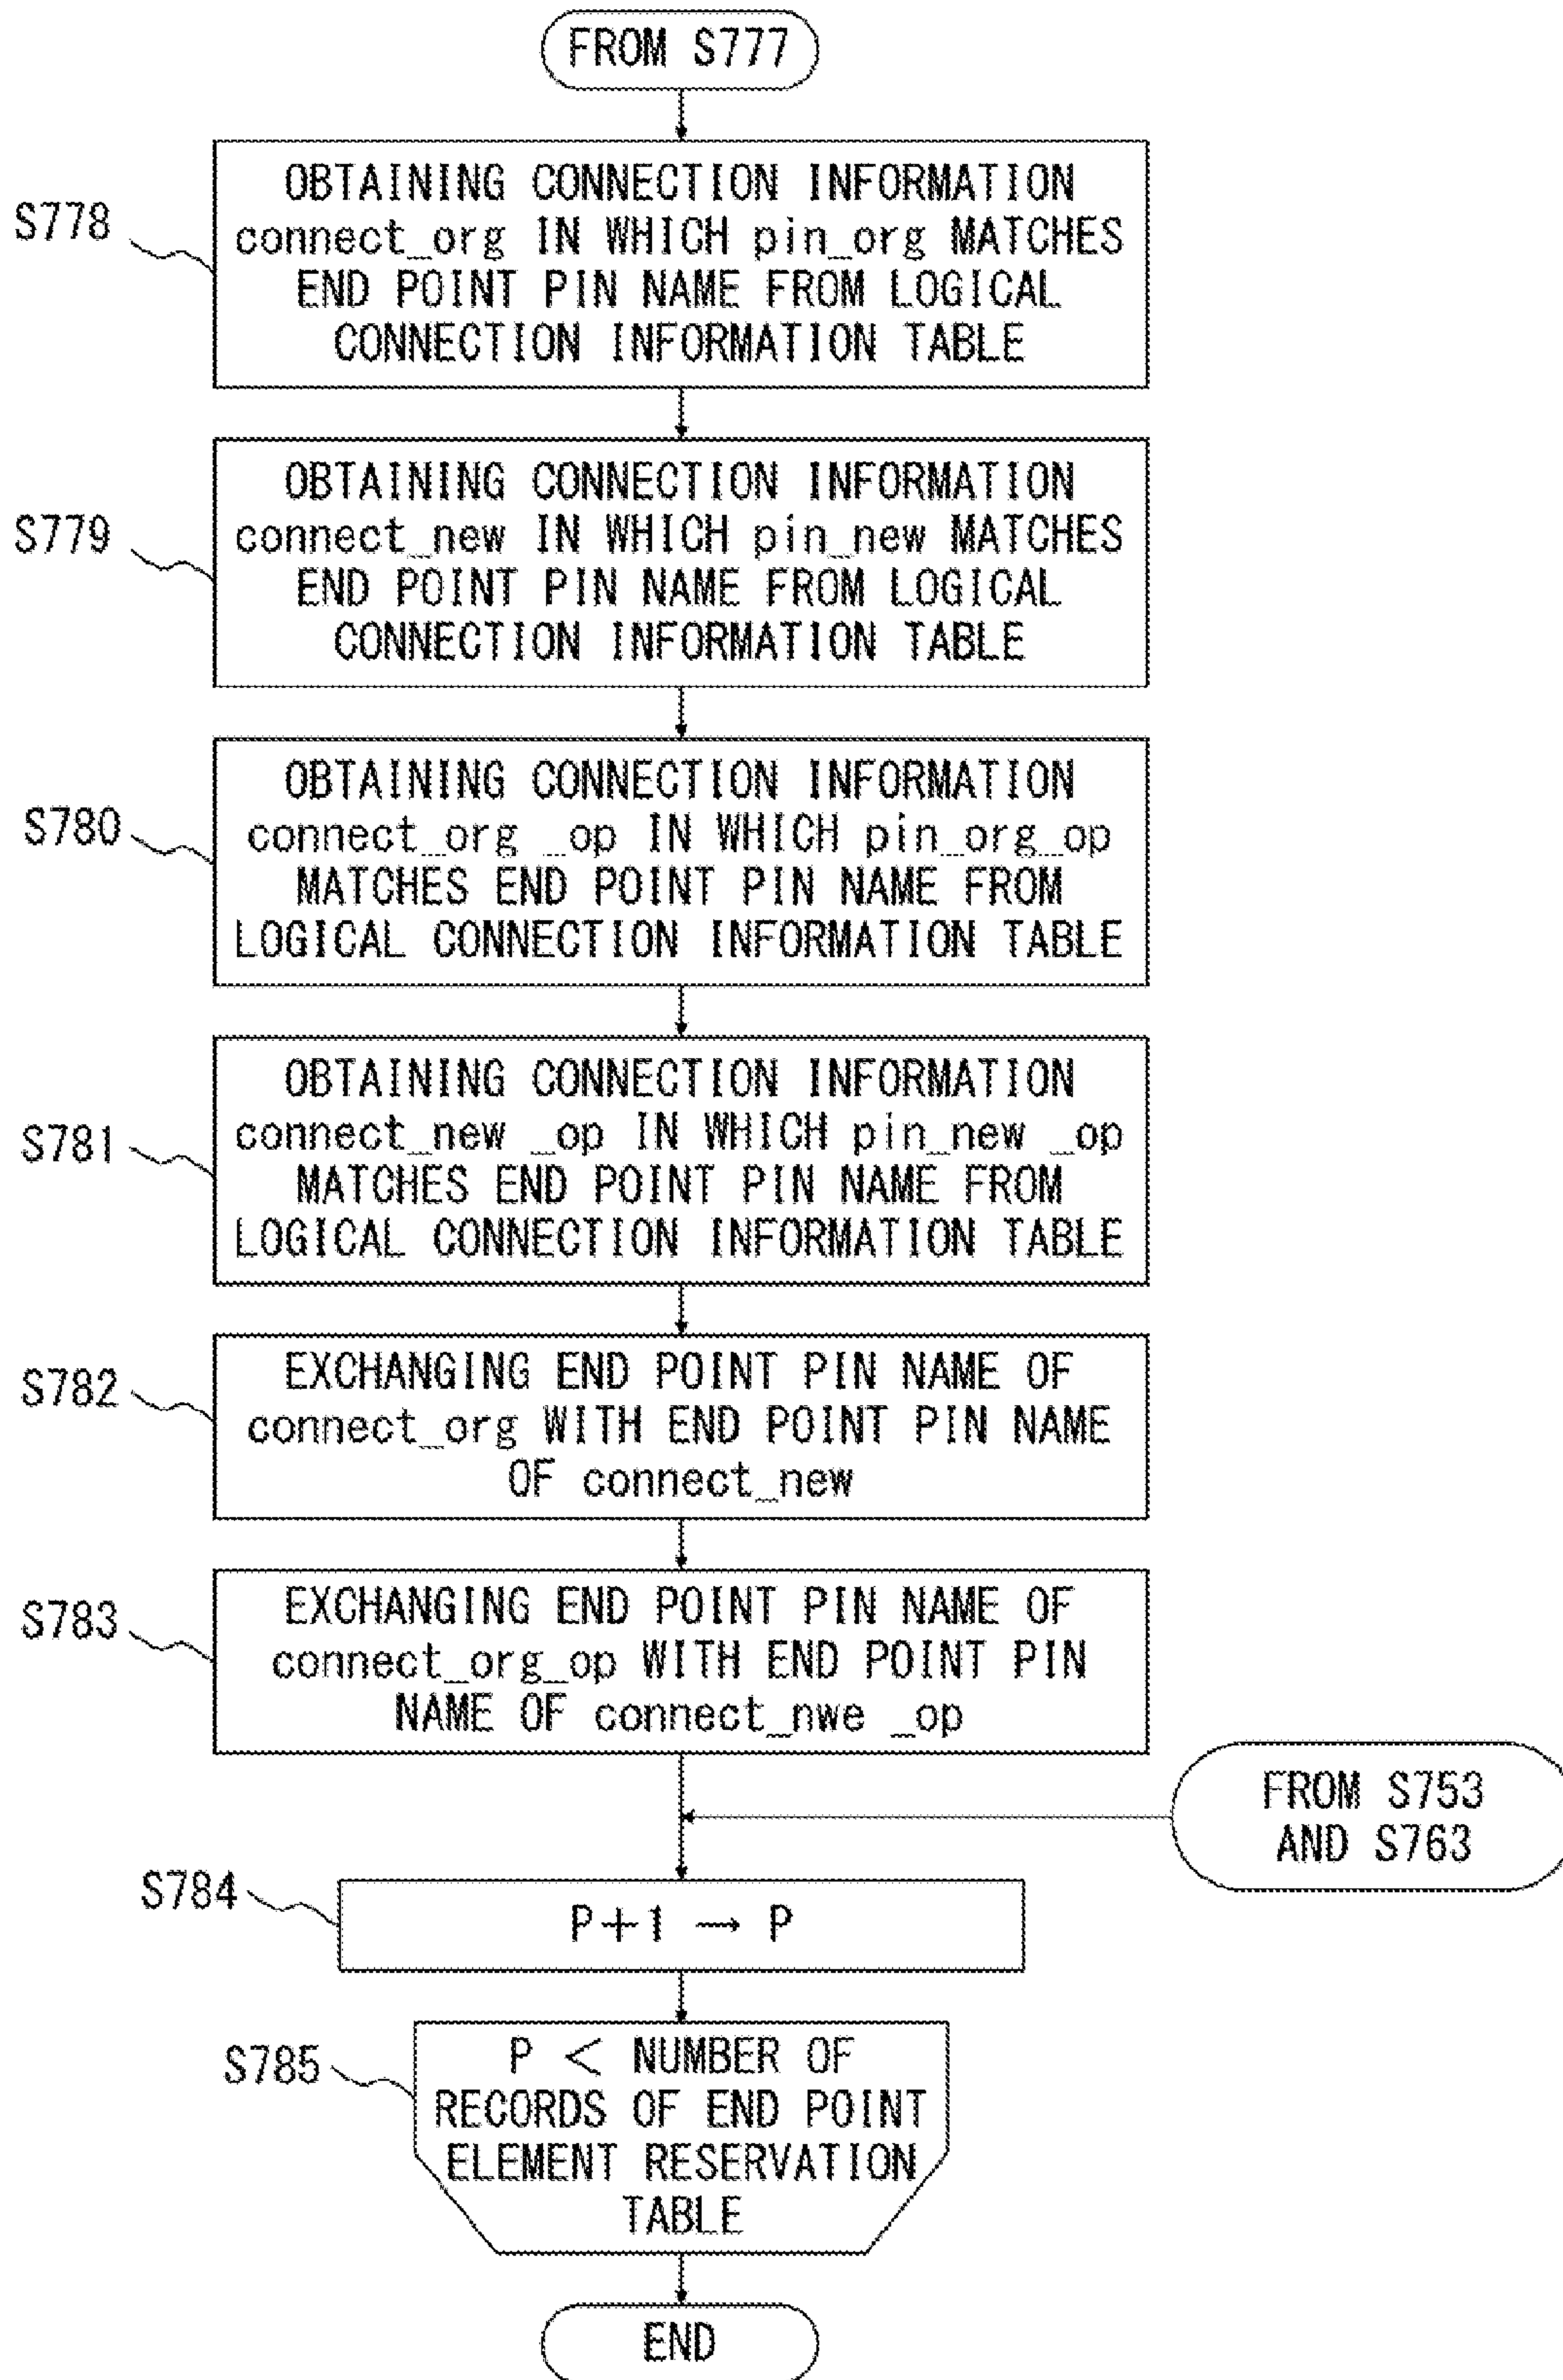 FROM S777
S778
OBTAINING CONNECTION INFORMATION
connect_org IN WHICH pin_org MATCHES
END POINT PIN NAME FROM LOGICAL
CONNECTION INFORMATION TABLE
S779
OBTAINING CONNECTION INFORMATION
connect_new IN WHICH pin_new MATCHES
END POINT PIN NAME FROM LOGICAL
CONNECTION INFORMATION TABLE
S780
OBTAINING CONNECTION INFORMATION
connect_org _op IN WHICH pin_org_op
MATCHES END POINT PIN NAME FROM
LOGICAL CONNECTION INFORMATION TABLE
S781
OBTAINING CONNECTION INFORMATION
connect_new _op IN WHICH pin_new _op
MATCHES END POINT PIN NAME FROM
LOGICAL CONNECTION INFORMATION TABLE
S782
EXCHANGING END POINT PIN NAME OF
connect_org WITH END POINT PIN NAME
OF connect_new
S783
EXCHANGING END POINT PIN NAME OF
connect_org_op WITH END POINT PIN
NAME OF connect_nwe _op
FROM S753
AND S763
S784
P+1 → P
S785
P < NUMBER OF
RECORDS OF END POINT
ELEMENT RESERVATION
TABLE
END